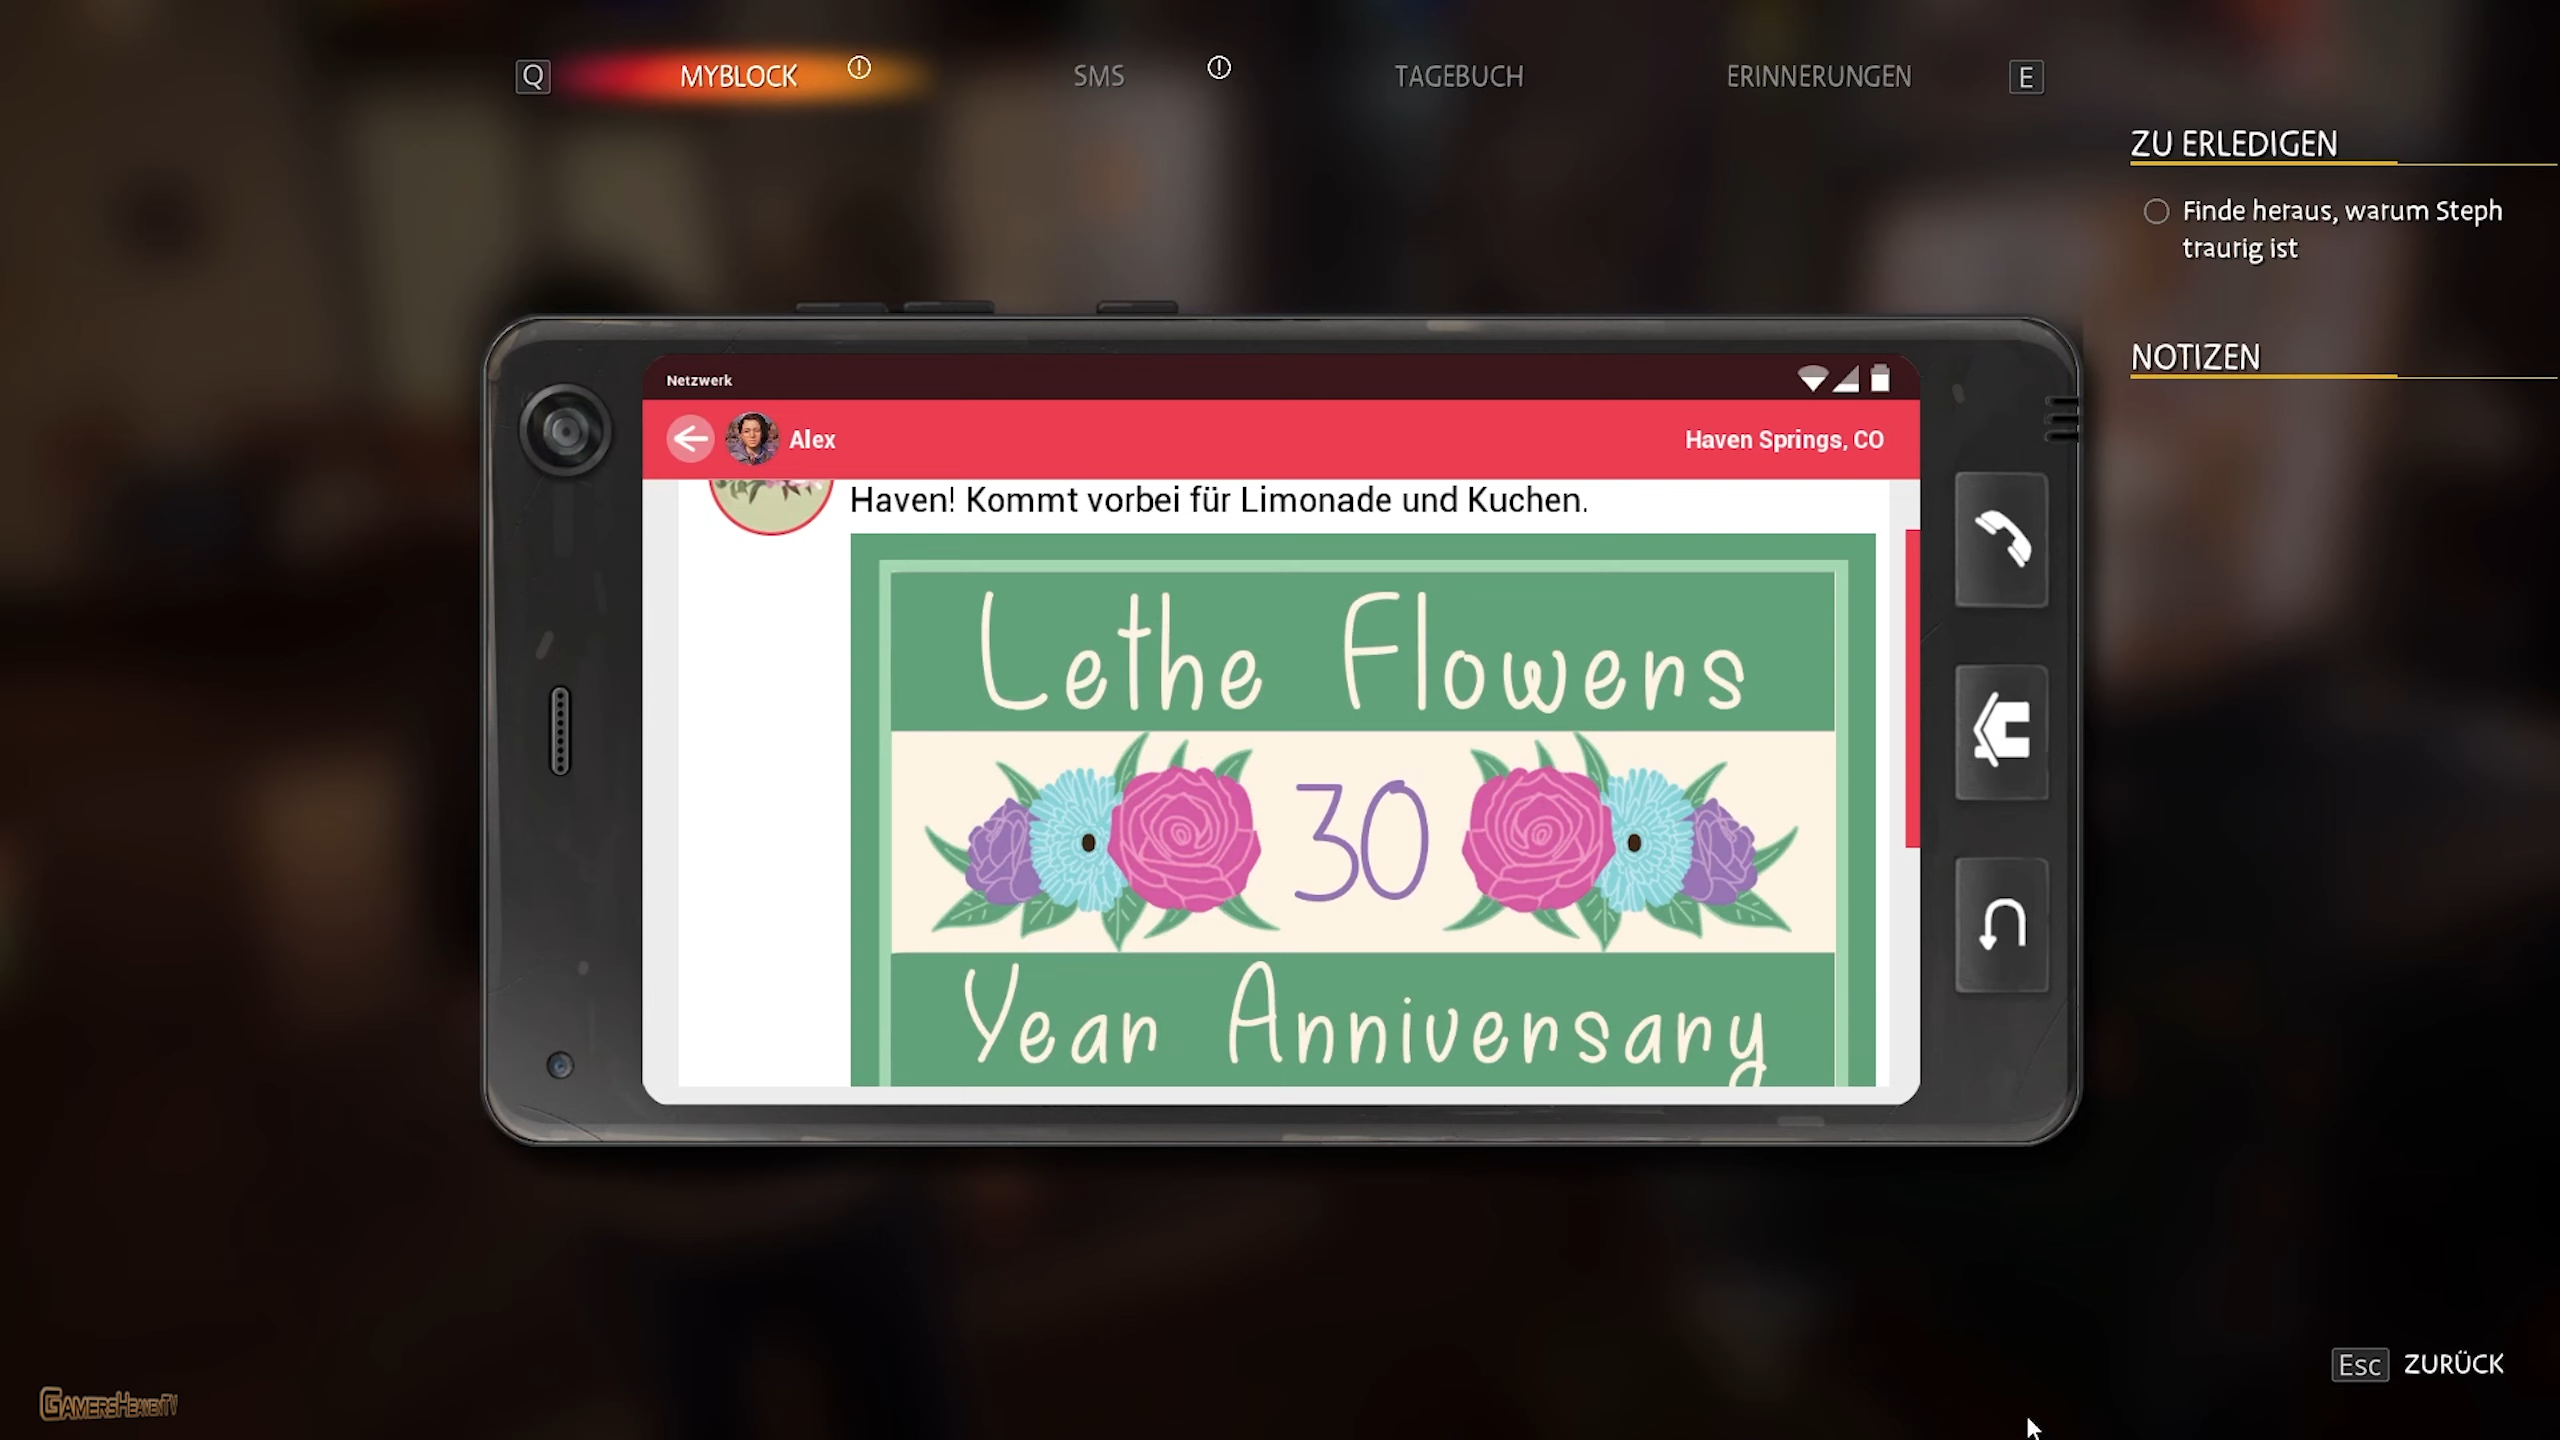 Q MYBLOCK SMS TAGEBUCH ERINNERUNGEN E
ZU ERLEDIGEN
Finde heraus, warum Steph
traurig ist
NOTIZEN
Netzwerk
Alex
Haven Springs, CO
Haven! Kommt vorbei für Limonade und Kuchen.
Lethe Flowers
30
Year Anniversary
Esc ZURÜCK
GAMERSHEAVENTV